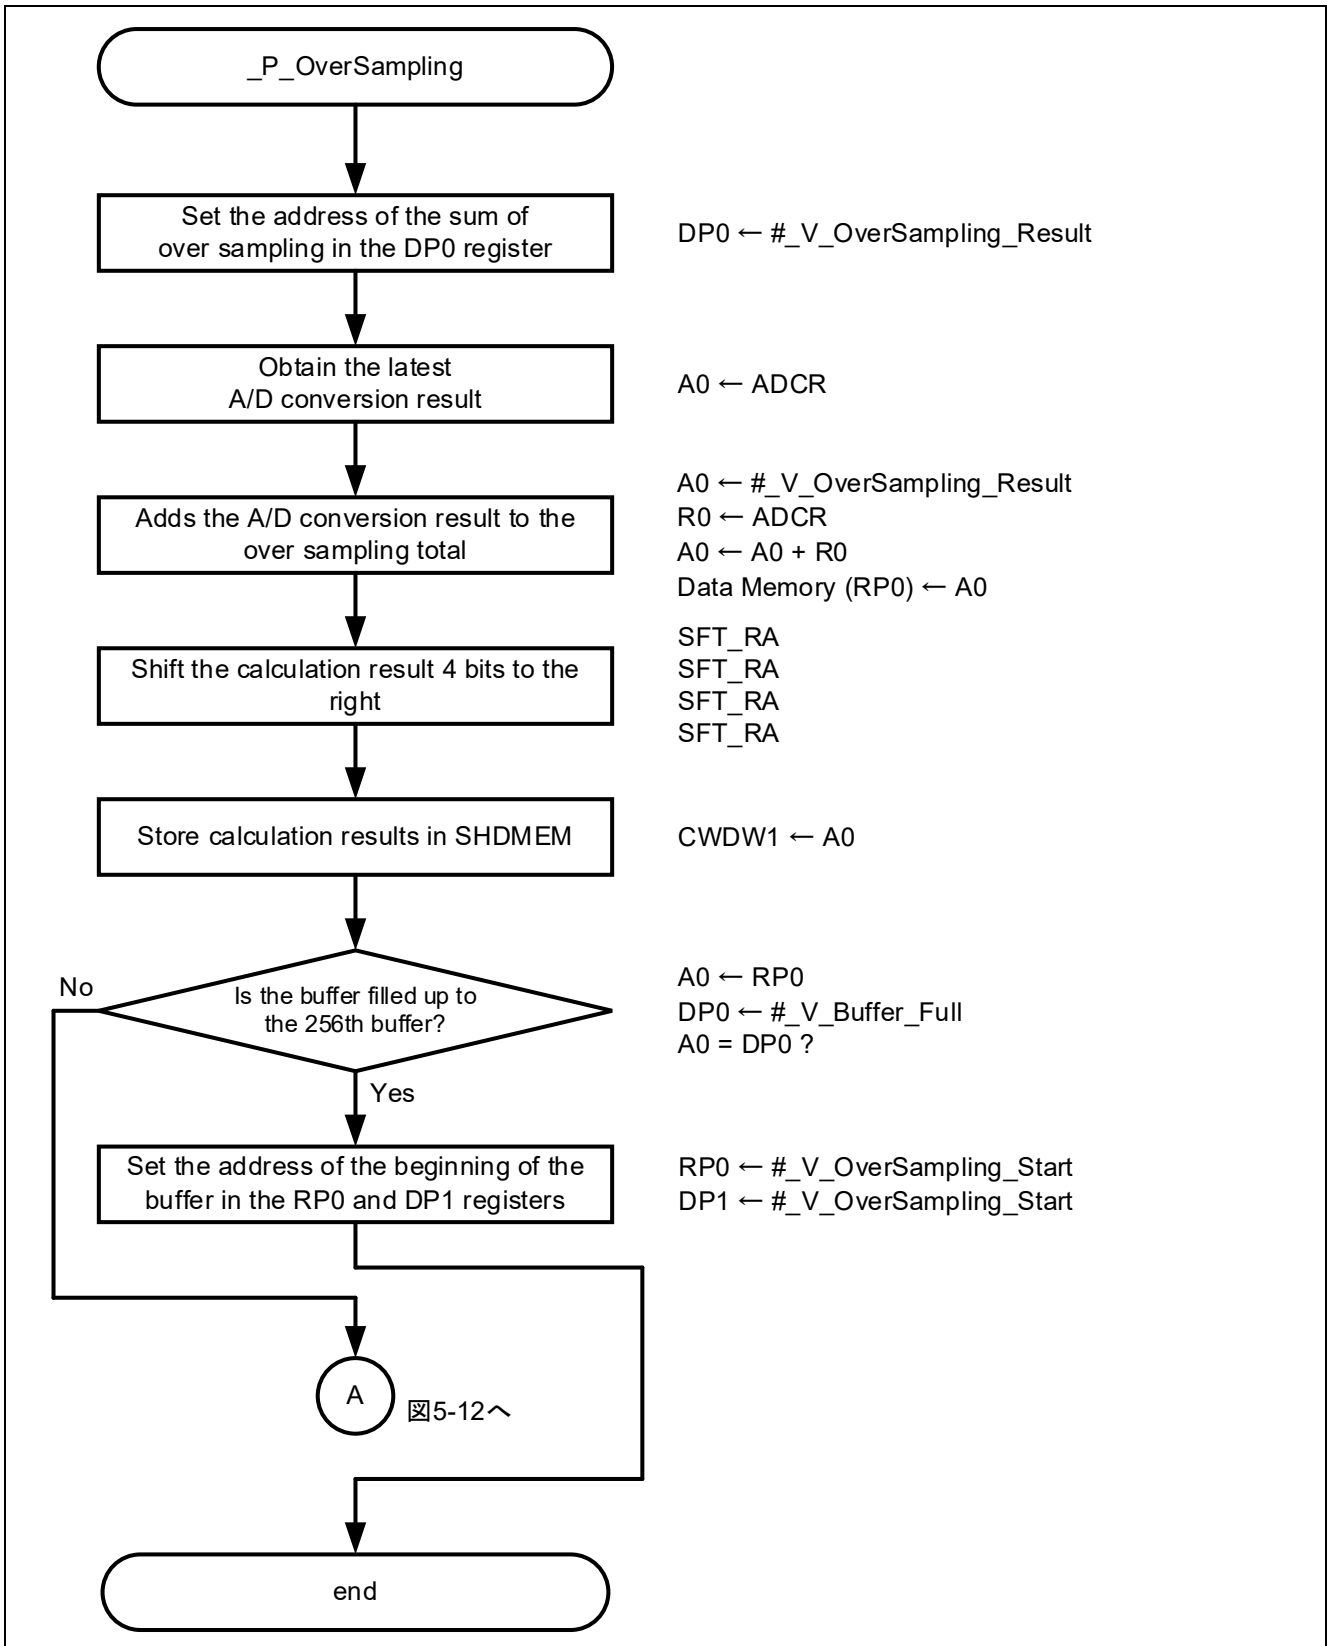 _P_OverSampling
Set the address of the sum of
over sampling in the DP0 register
DP0 ← #_V_OverSampling_Result
Obtain the latest
A/D conversion result
A0 ← ADCR
Adds the A/D conversion result to the
over sampling total
A0 ← #_V_OverSampling_Result
R0 ← ADCR
A0 ← A0 + R0
Data Memory (RP0) ← A0
Shift the calculation result 4 bits to the
right
SFT_RA
SFT_RA
SFT_RA
SFT_RA
Store calculation results in SHDMEM
CWDW1 ← A0
Is the buffer filled up to
the 256th buffer?
A0 ← RP0
DP0 ← #_V_Buffer_Full
A0 = DP0 ?
No
Yes
Set the address of the beginning of the
buffer in the RP0 and DP1 registers
RP0 ← #_V_OverSampling_Start
DP1 ← #_V_OverSampling_Start
A
図5-12へ
end